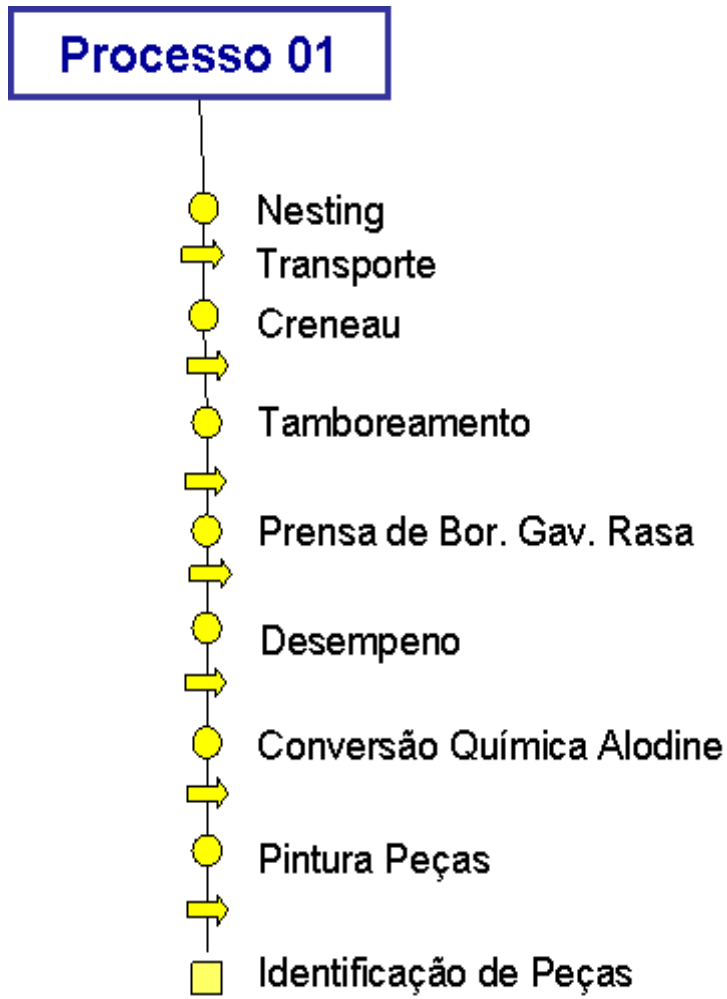 Processo 01
Nesting
Transporte
Creneau
Tamboreamento
Prensa de Bor. Gav. Rasa
Desempeno
Conversão Química Alodine
Pintura Peças
Identificação de Peças